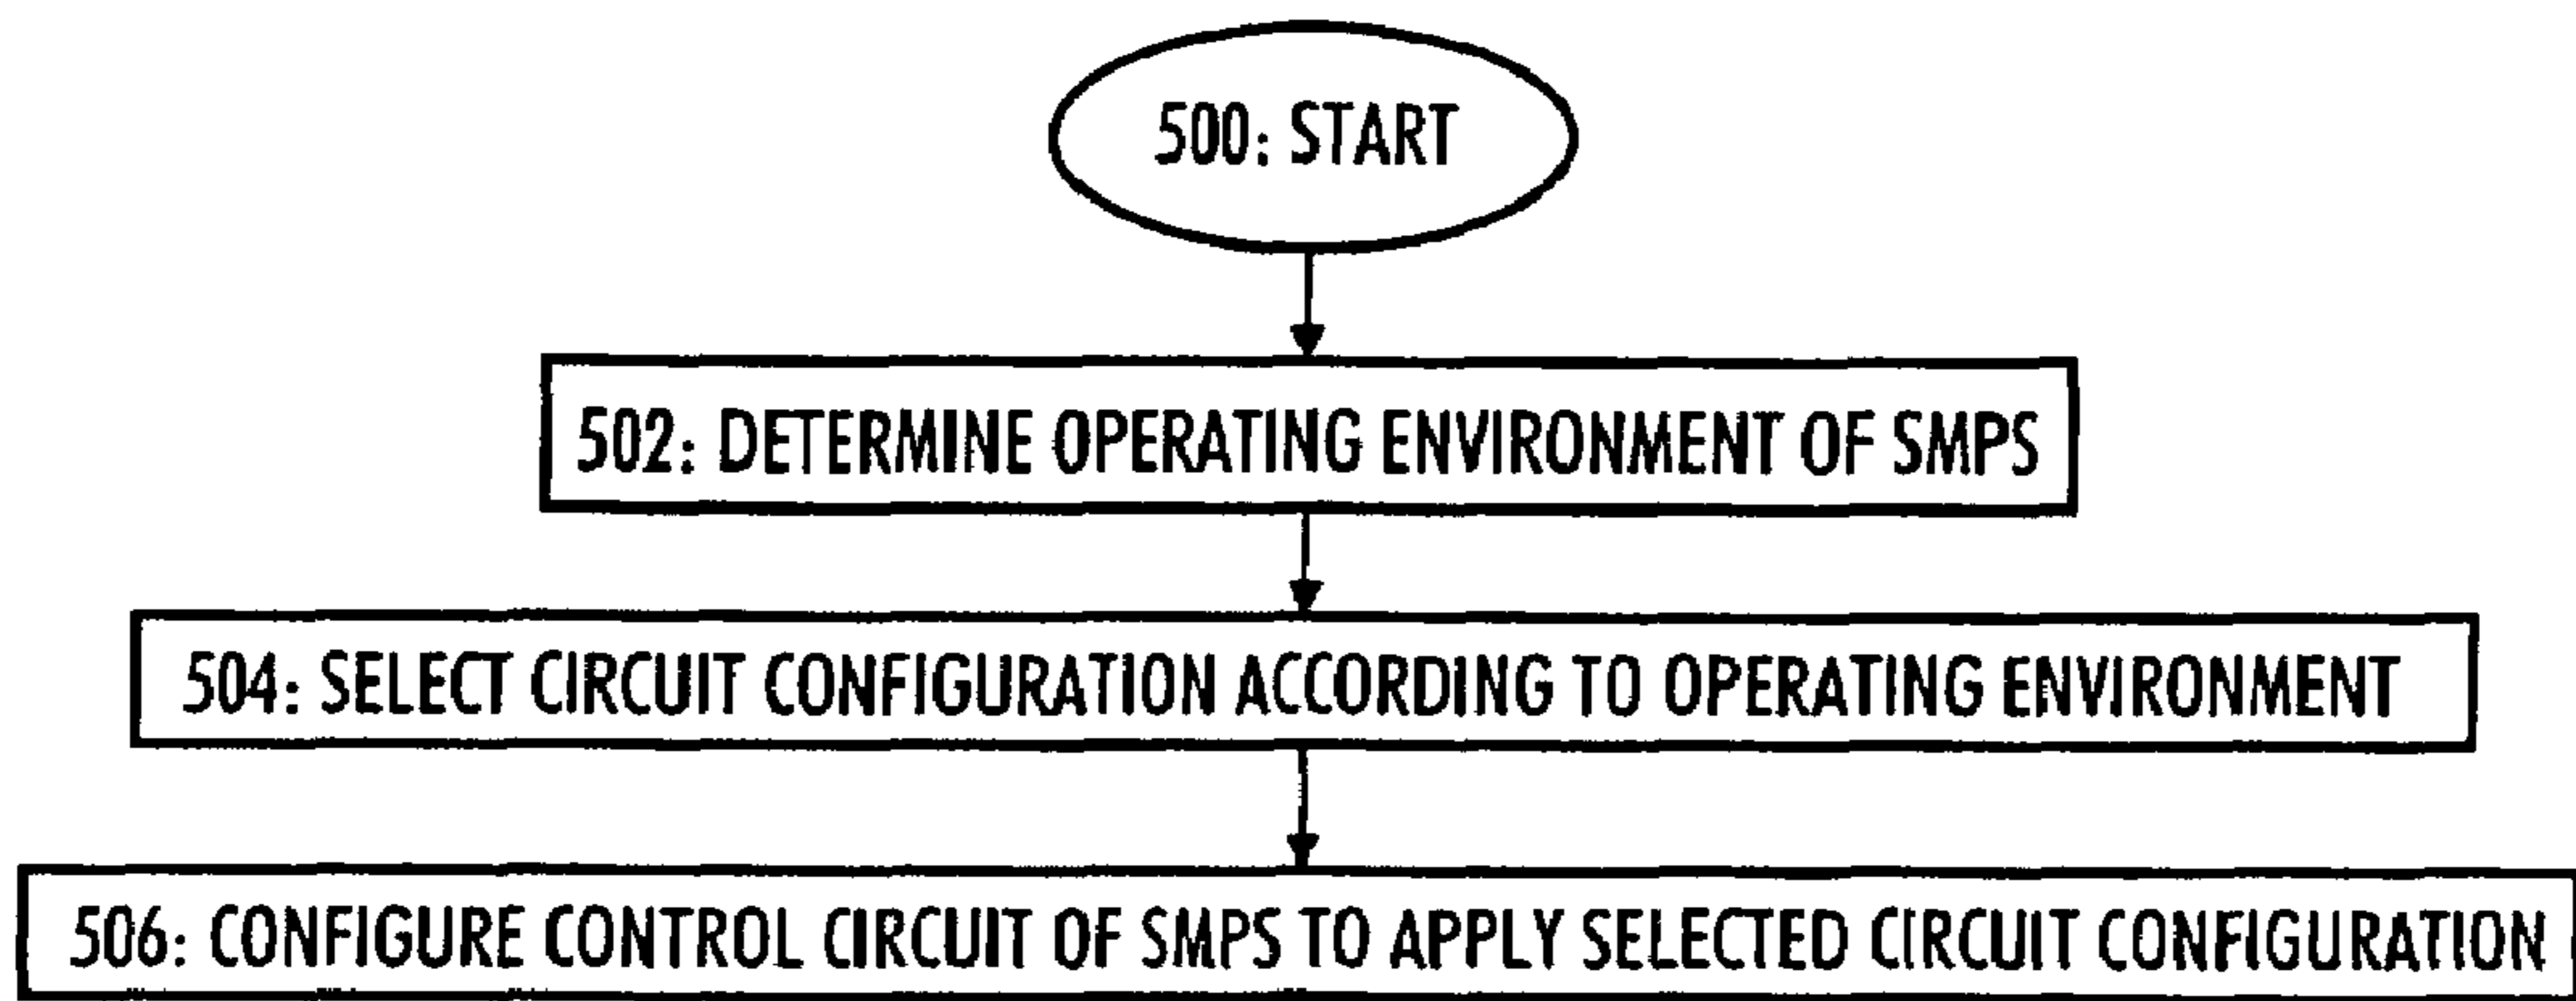 500: START
502: DETERMINE OPERATING ENVIRONMENT OF SMPS
504: SELECT CIRCUIT CONFIGURATION ACCORDING TO OPERATING ENVIRONMENT
506: CONFIGURE CONTROL CIRCUIT OF SMPS TO APPLY SELECTED CIRCUIT CONFIGURATION